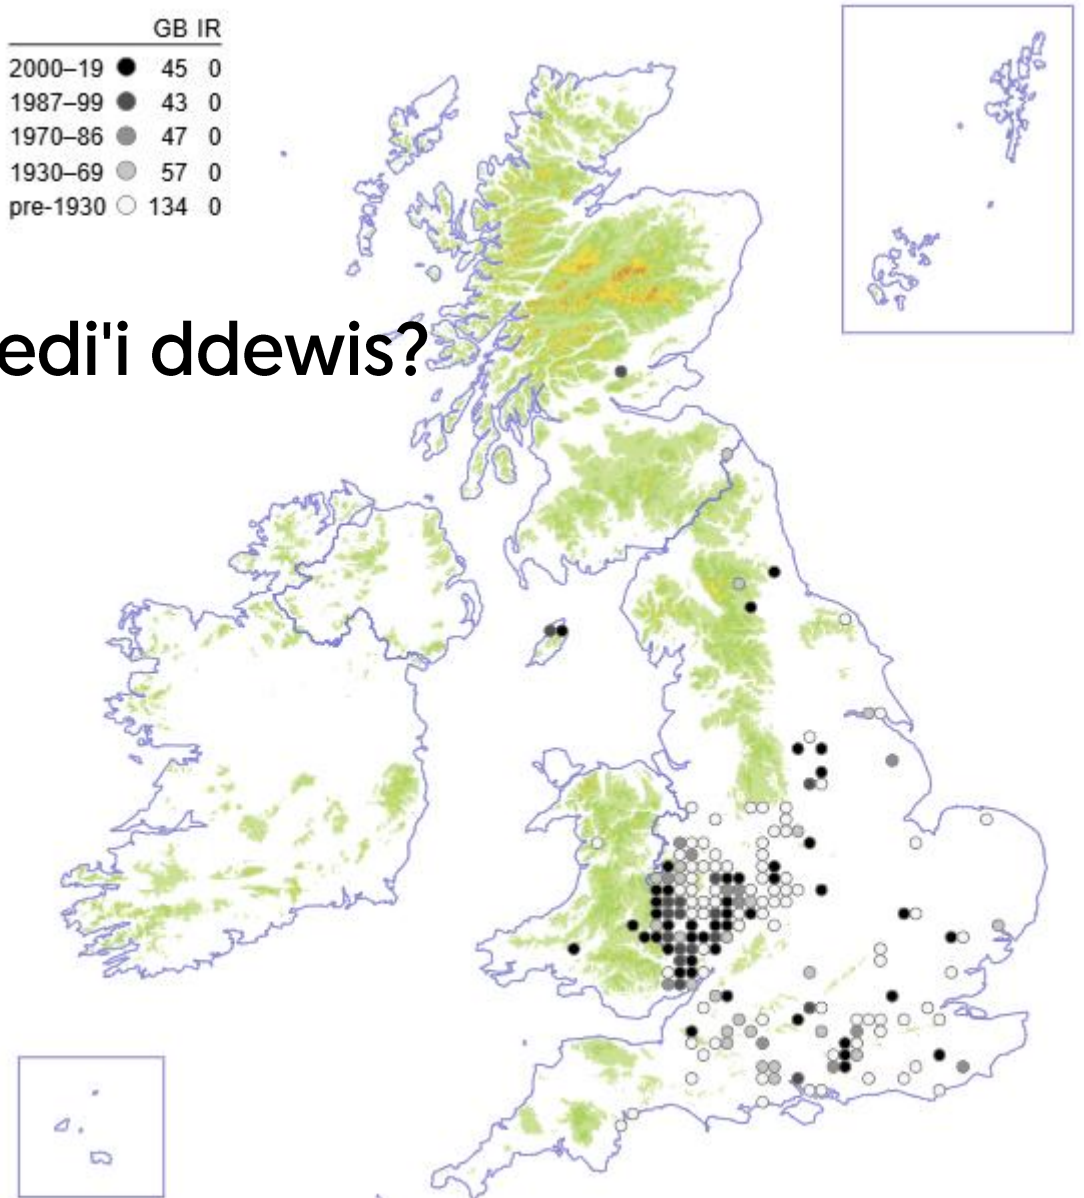 GB IR
2000–19 45 0
1987–99 43 0
1970–86 47 0
1930–69 57 0
pre-1930 134 0
edi'i ddewis?